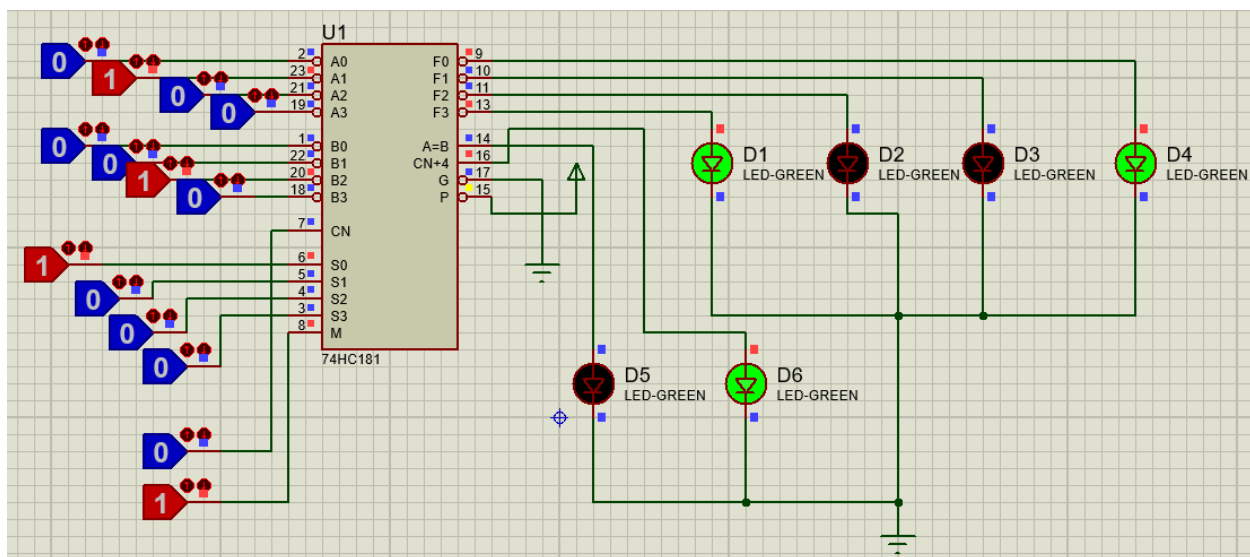 U1
0 2 A0 F0 9
1 23 A1 F1 10
0 21 A2 F2 11
0 19 A3 F3 13
0 1 B0 A=B 14
0 22 B1 CN+4 16
1 20 B2 G 17
0 18 B3 P 15
7 CN
1 6 S0
0 5 S1
0 4 S2
0 3 S3
8 M
74HC181
0
1
D1
LED-GREEN
D2
LED-GREEN
D3
LED-GREEN
D4
LED-GREEN
D5
LED-GREEN
D6
LED-GREEN